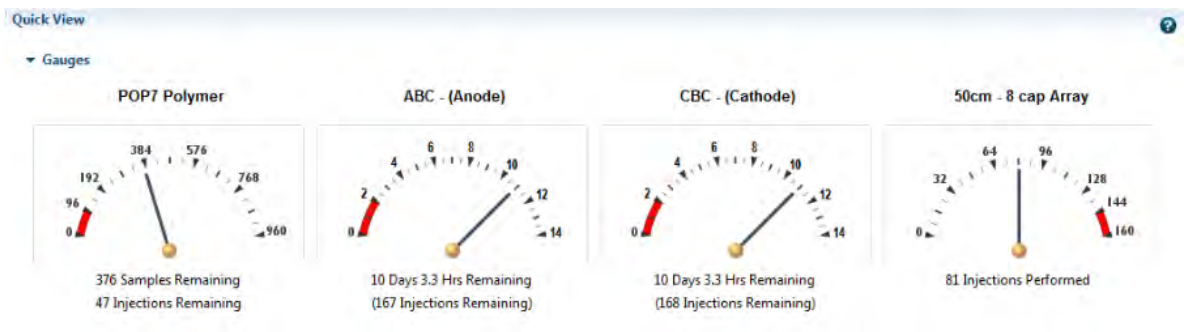 Quick View
?
Gauges
POP7 Polymer
0 96 192 384 576 768 960
376 Samples Remaining
47 Injections Remaining
ABC - (Anode)
0 2 4 6 8 10 12 14
10 Days 3.3 Hrs Remaining
(167 Injections Remaining)
CBC - (Cathode)
0 2 4 6 8 10 12 14
10 Days 3.3 Hrs Remaining
(168 Injections Remaining)
50cm - 8 cap Array
0 32 64 96 128 144 160
81 Injections Performed